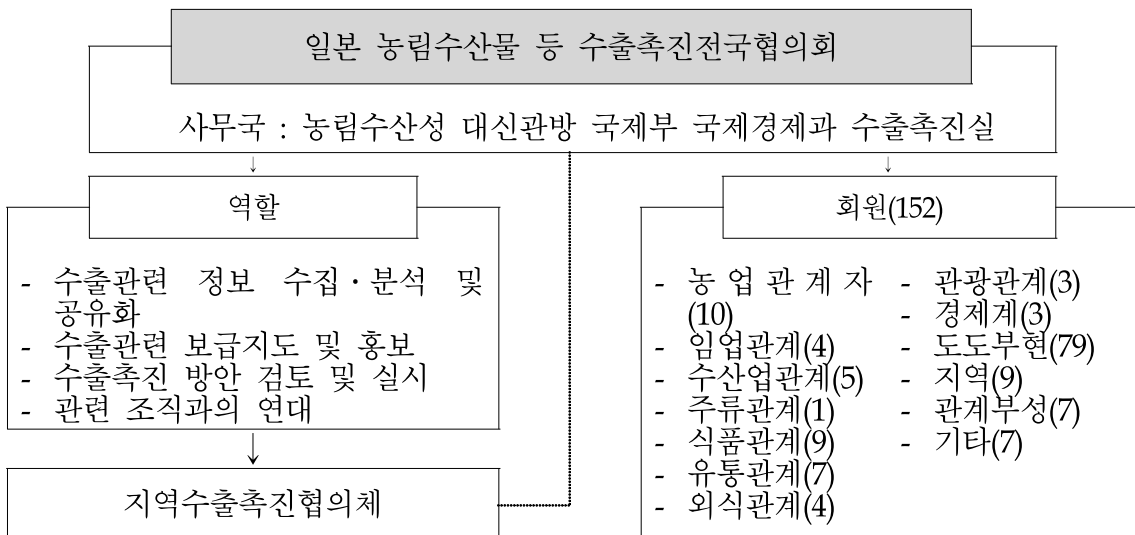 일본 농림수산물 등 수출촉진전국협의회
사무국 : 농림수산성 대신관방 국제부 국제경제과 수출촉진실
역할
- 수출관련 정보 수집·분석 및
공유화
- 수출관련 보급지도 및 홍보
- 수출촉진 방안 검토 및 실시
- 관련 조직과의 연대
지역수출촉진협의체
회원(152)
- 농업관계자
(10)
- 임업관계(4)
- 수산업관계(5)
- 주류관계(1)
- 식품관계(9)
- 유통관계(7)
- 외식관계(4)
- 관광관계(3)
- 경제계(3)
- 도도부현(79)
- 지역(9)
- 관계부성(7)
- 기타(7)